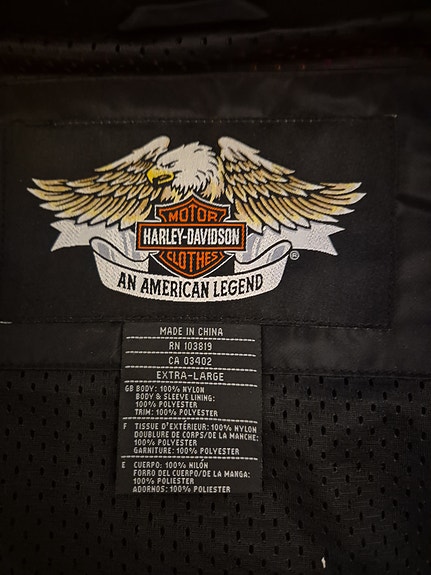 MOTOR
HARLEY-DAVIDSON
CLOTHES
®
AN AMERICAN LEGEND
MADE IN CHINA
RN 103819
CA 03402
EXTRA-LARGE
GB BODY: 100% NYLON
BODY & SLEEVE LINING:
100% POLYESTER
TRIM: 100% POLYESTER
F TISSUE D'EXTÉRIEUR: 100% NYLON
DOUBLURE DE CORPS/DE LA MANCHE:
100% POLYESTER
GARNITURE: 100% POLYESTER
E CUERPO: 100% NILÓN
FORRO DEL CUERPO/DE LA MANGA:
100% POLIESTER
ADORNOS: 100% POLIESTER